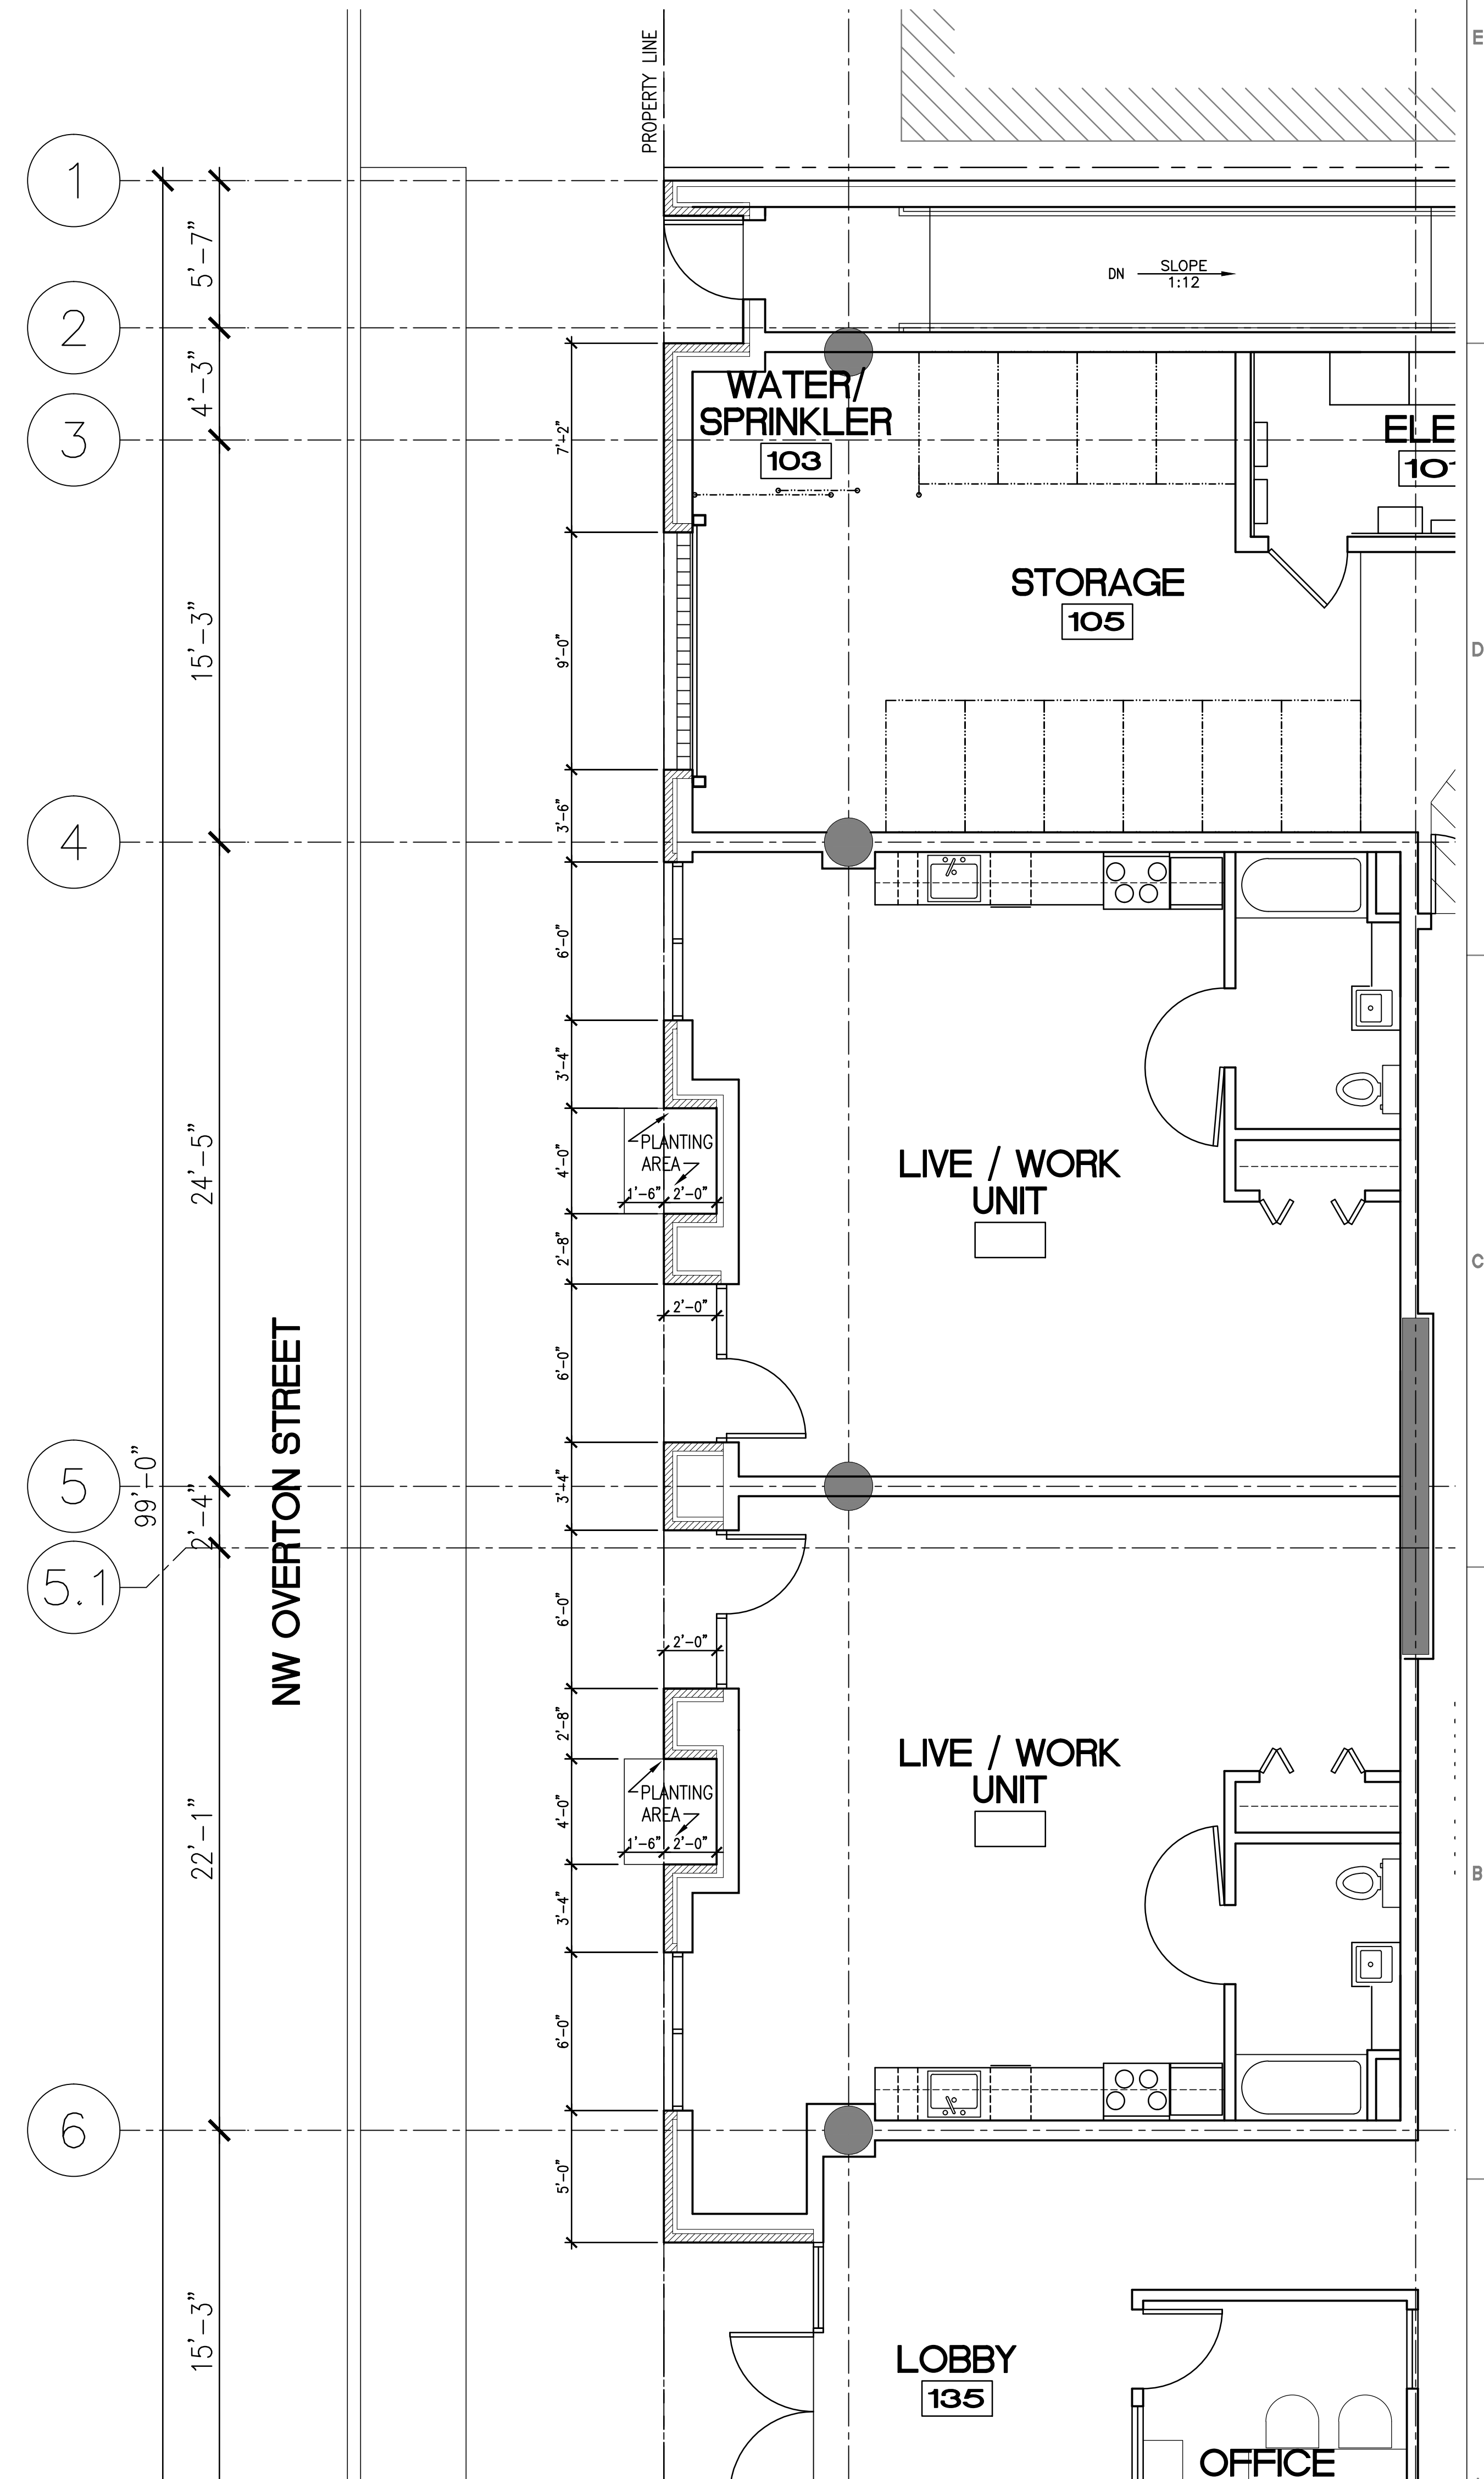 E
PROPERTY LINE
1
5'-7"
DN
SLOPE
1:12
2
4'-3"
3
7'-2"
WATER/
SPRINKLER
103
ELE
101
STORAGE
105
15'-3"
9'-0"
D
3'-6"
4
6'-0"
3'-4"
24'-5"
4'-0"
PLANTING
AREA
1'-6"
2'-0"
LIVE / WORK
UNIT
2'-8"
C
2'-0"
6'-0"
NW OVERTON STREET
99'-0"
5
3'-4"
2'-4"
5.1
6'-0"
2'-0"
2'-8"
LIVE / WORK
UNIT
22'-1"
4'-0"
PLANTING
AREA
1'-6"
2'-0"
B
3'-4"
6'-0"
6
5'-0"
15'-3"
LOBBY
135
OFFICE